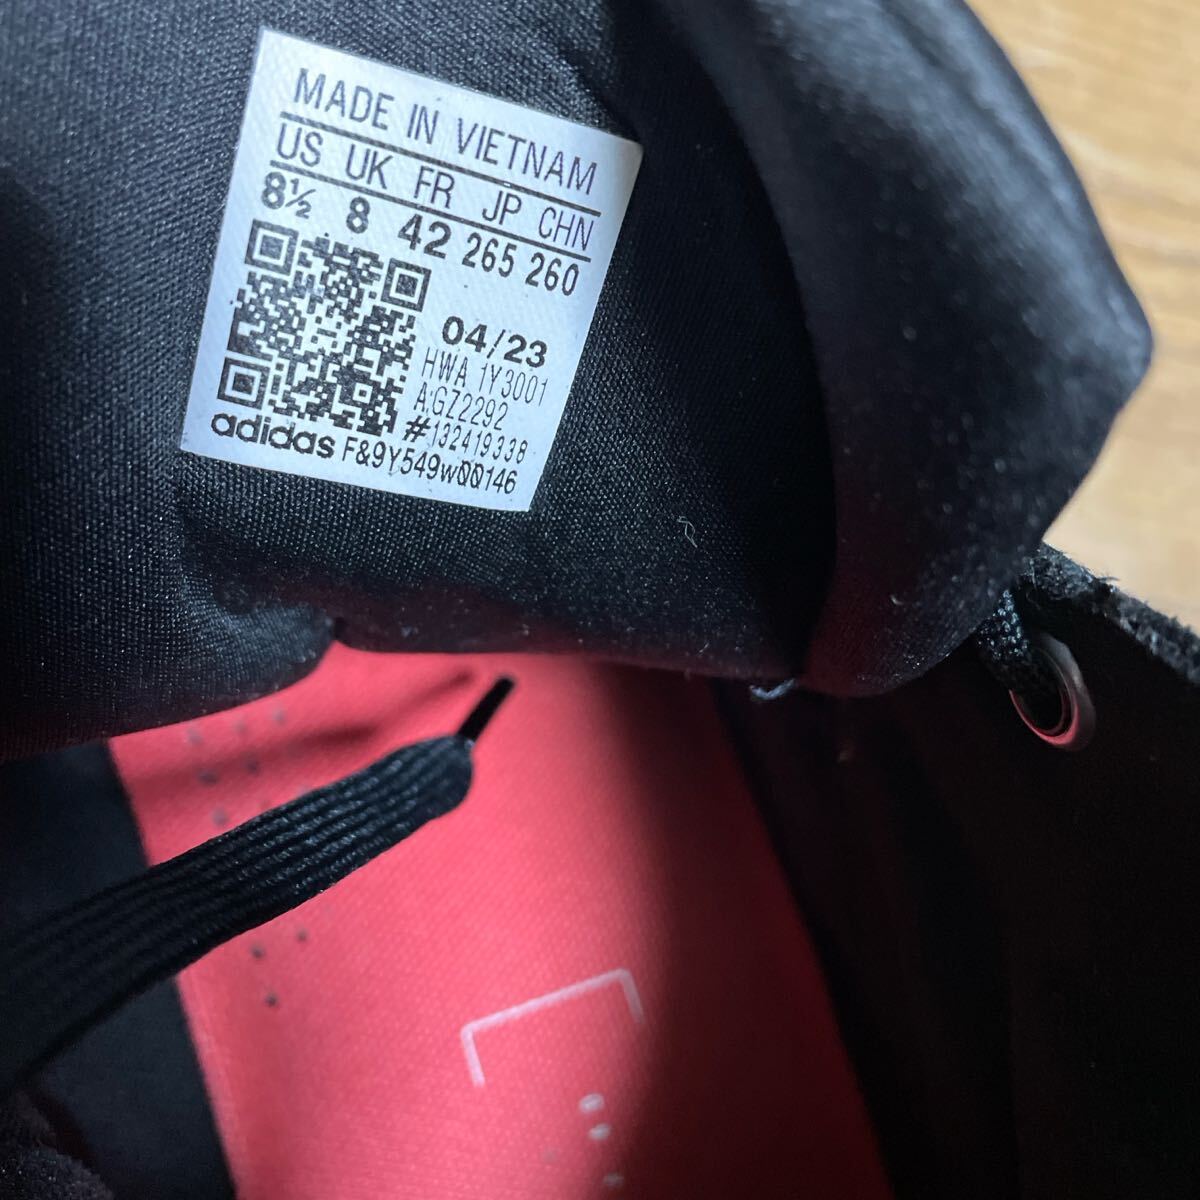 MADE IN VIETNAM
US UK FR JP CHN
8½ 8 42 265 260
04/23
HWA 1Y3001
A:GZ2292
#132419338
adidas F&9Y549w00146